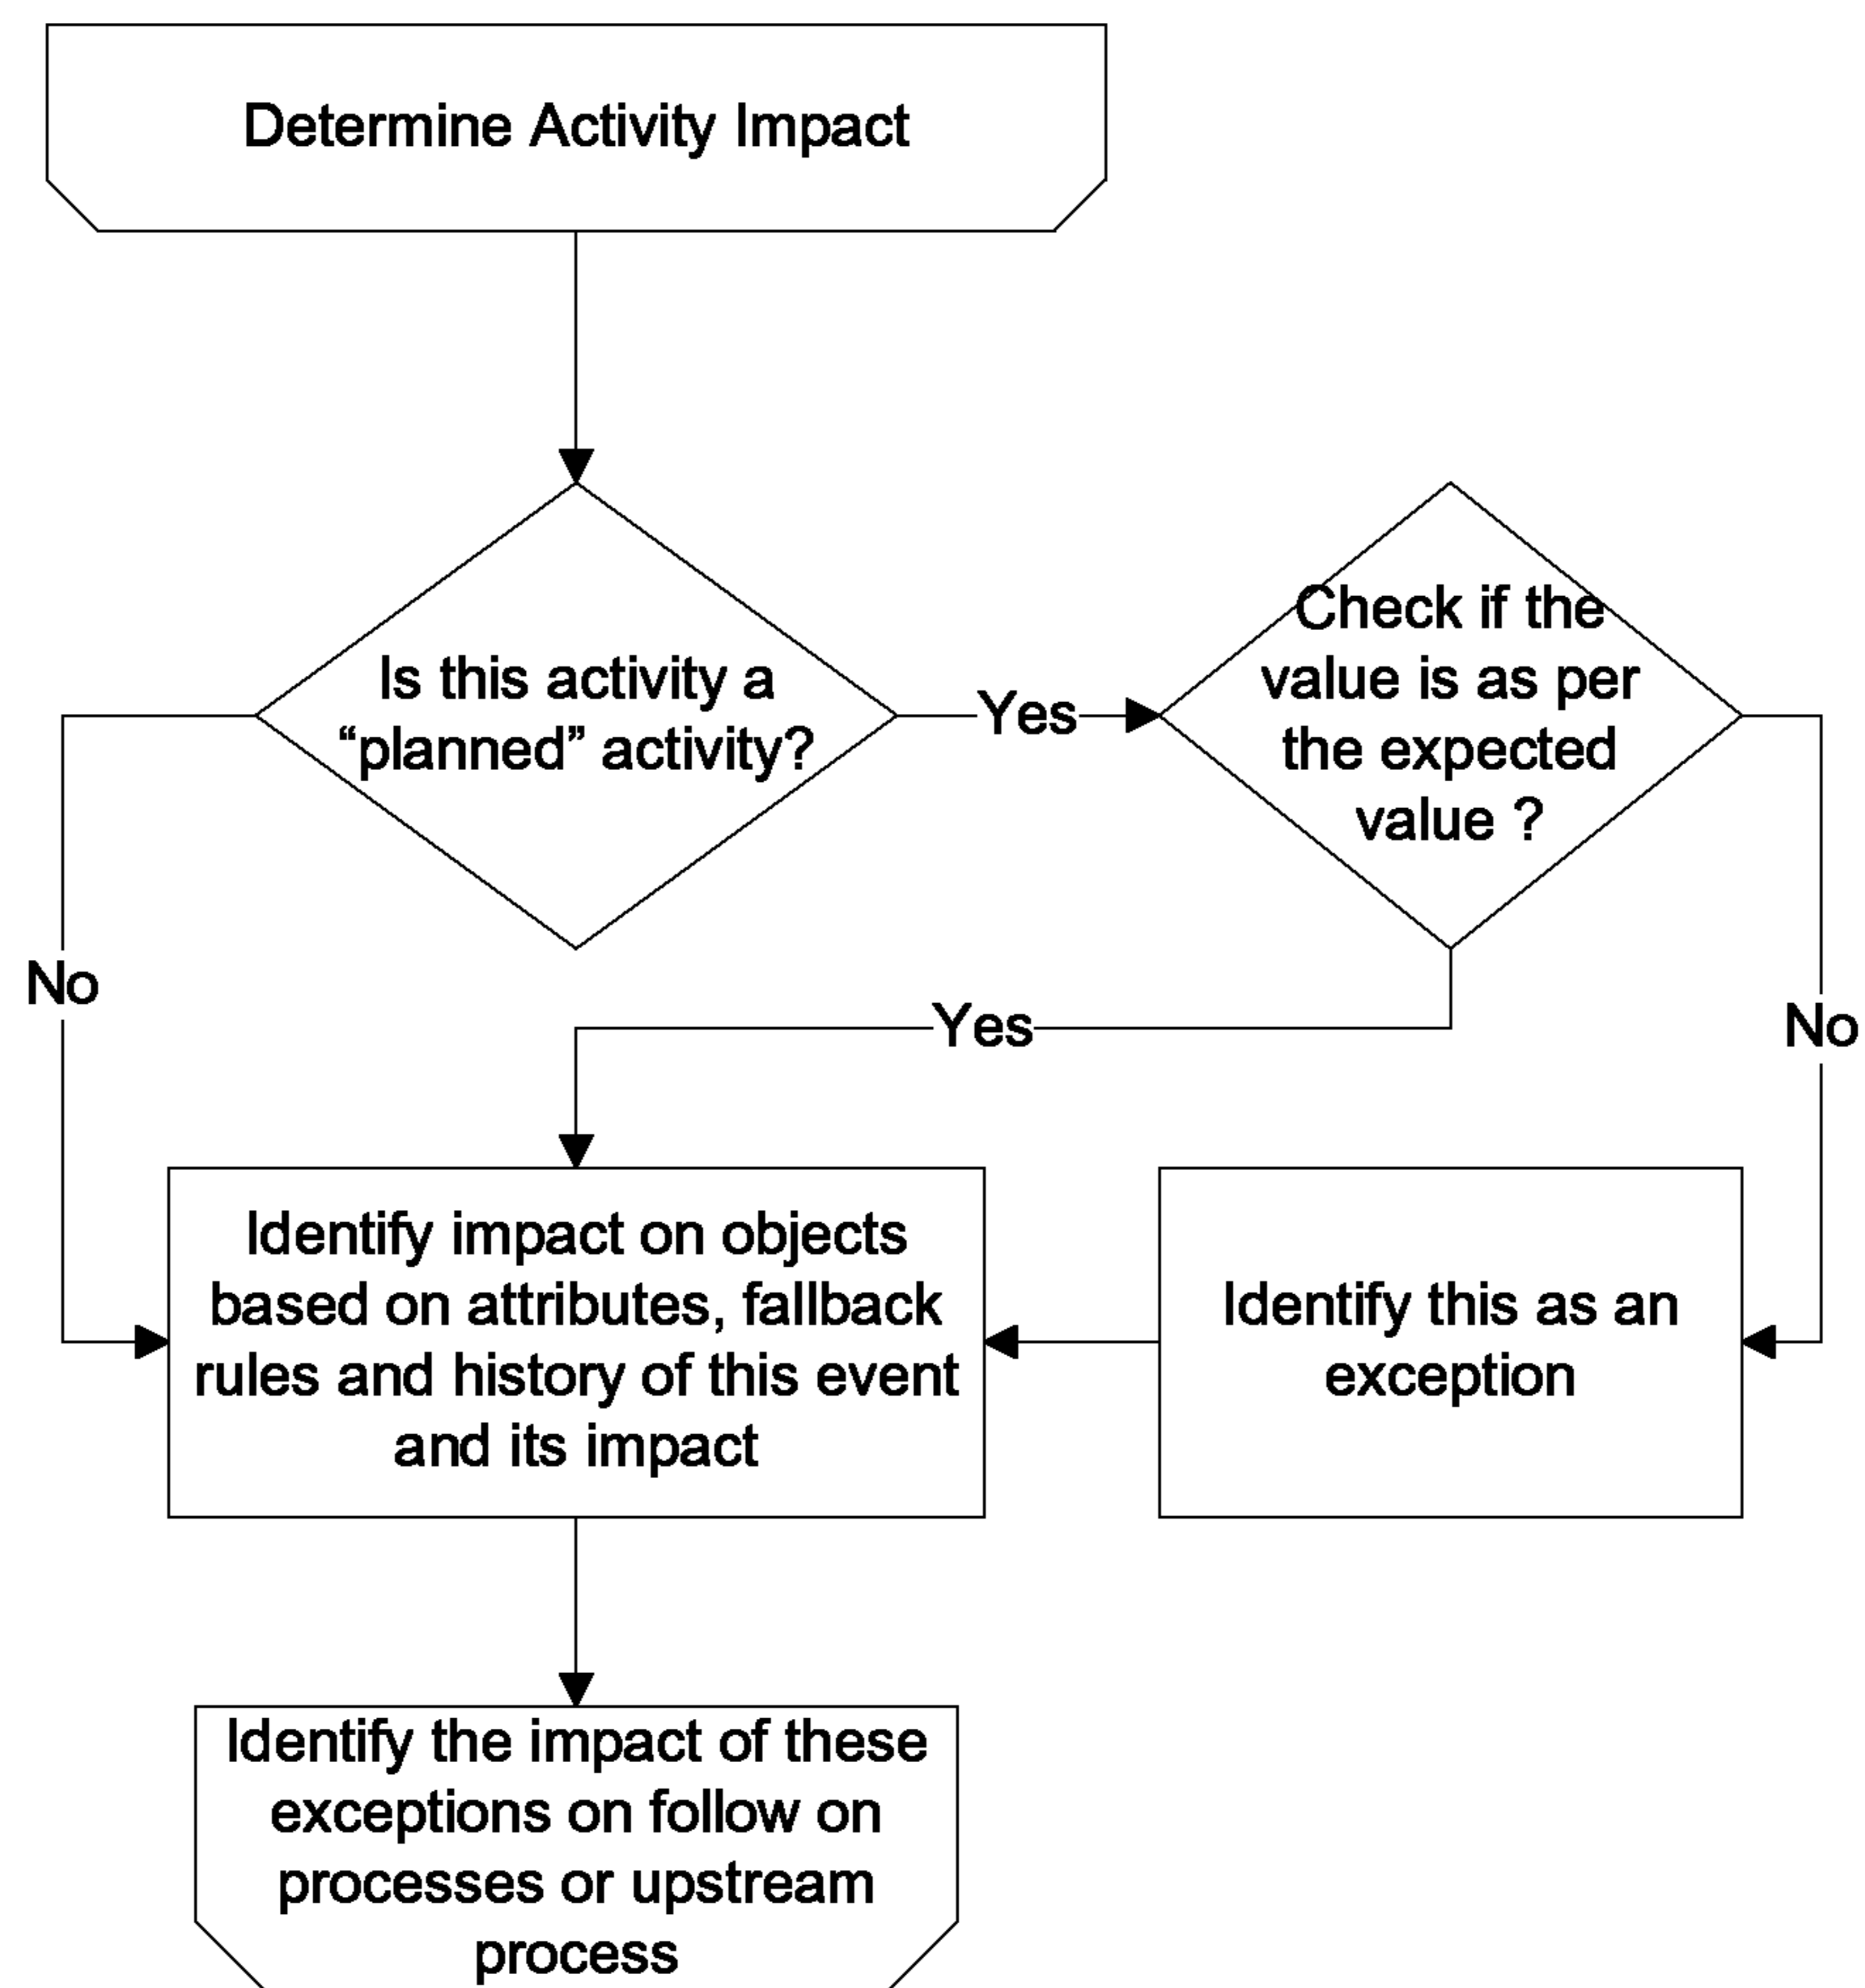 Determine Activity Impact
Is this activity a
“planned” activity?
Yes
Check if the
value is as per
the expected
value ?
No
Yes
No
Identify impact on objects
based on attributes, fallback
rules and history of this event
and its impact
Identify this as an
exception
Identify the impact of these
exceptions on follow on
processes or upstream
process